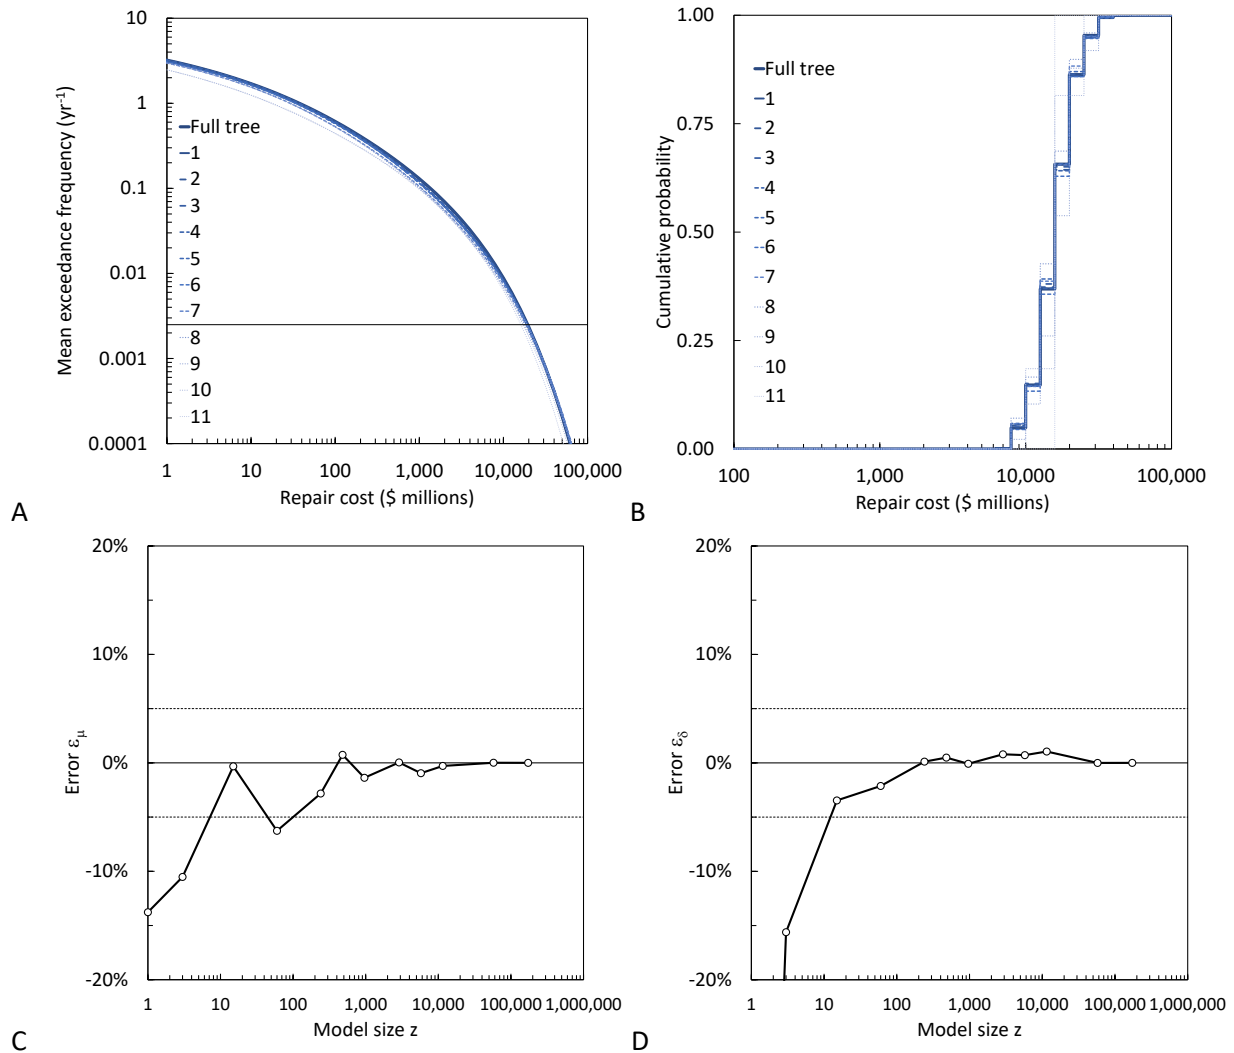 10
1
0.1
0.01
0.001
0.0001
Mean exceedance frequency (yr-1)
Full tree
1
2
3
4
5
6
7
8
9
10
11
1 10 100 1,000 10,000 100,000
Repair cost ($ millions)
A
1.00
0.75
0.50
0.25
0.00
Cumulative probability
Full tree
1
2
3
4
5
6
7
8
9
10
11
100 1,000 10,000 100,000
Repair cost ($ millions)
B
20%
10%
0%
-10%
-20%
Error εμ
1 10 100 1,000 10,000 100,000 1,000,000
Model size z
C
20%
10%
0%
-10%
-20%
Error εδ
1 10 100 1,000 10,000 100,000 1,000,000
Model size z
D